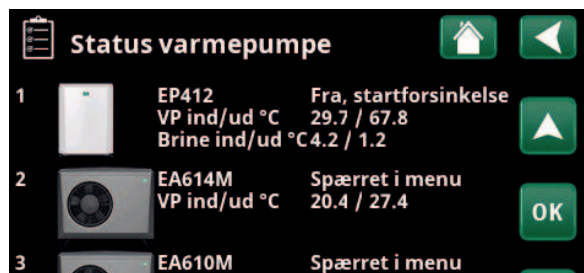 Status varmepumpe
1 EP412 Fra, startforsinkelse
VP ind/ud °C 29.7 / 67.8
Brine ind/ud °C 4.2 / 1.2
2 EA614M Spærret i menu
VP ind/ud °C 20.4 / 27.4
OK
3 EA610M Spærret i menu